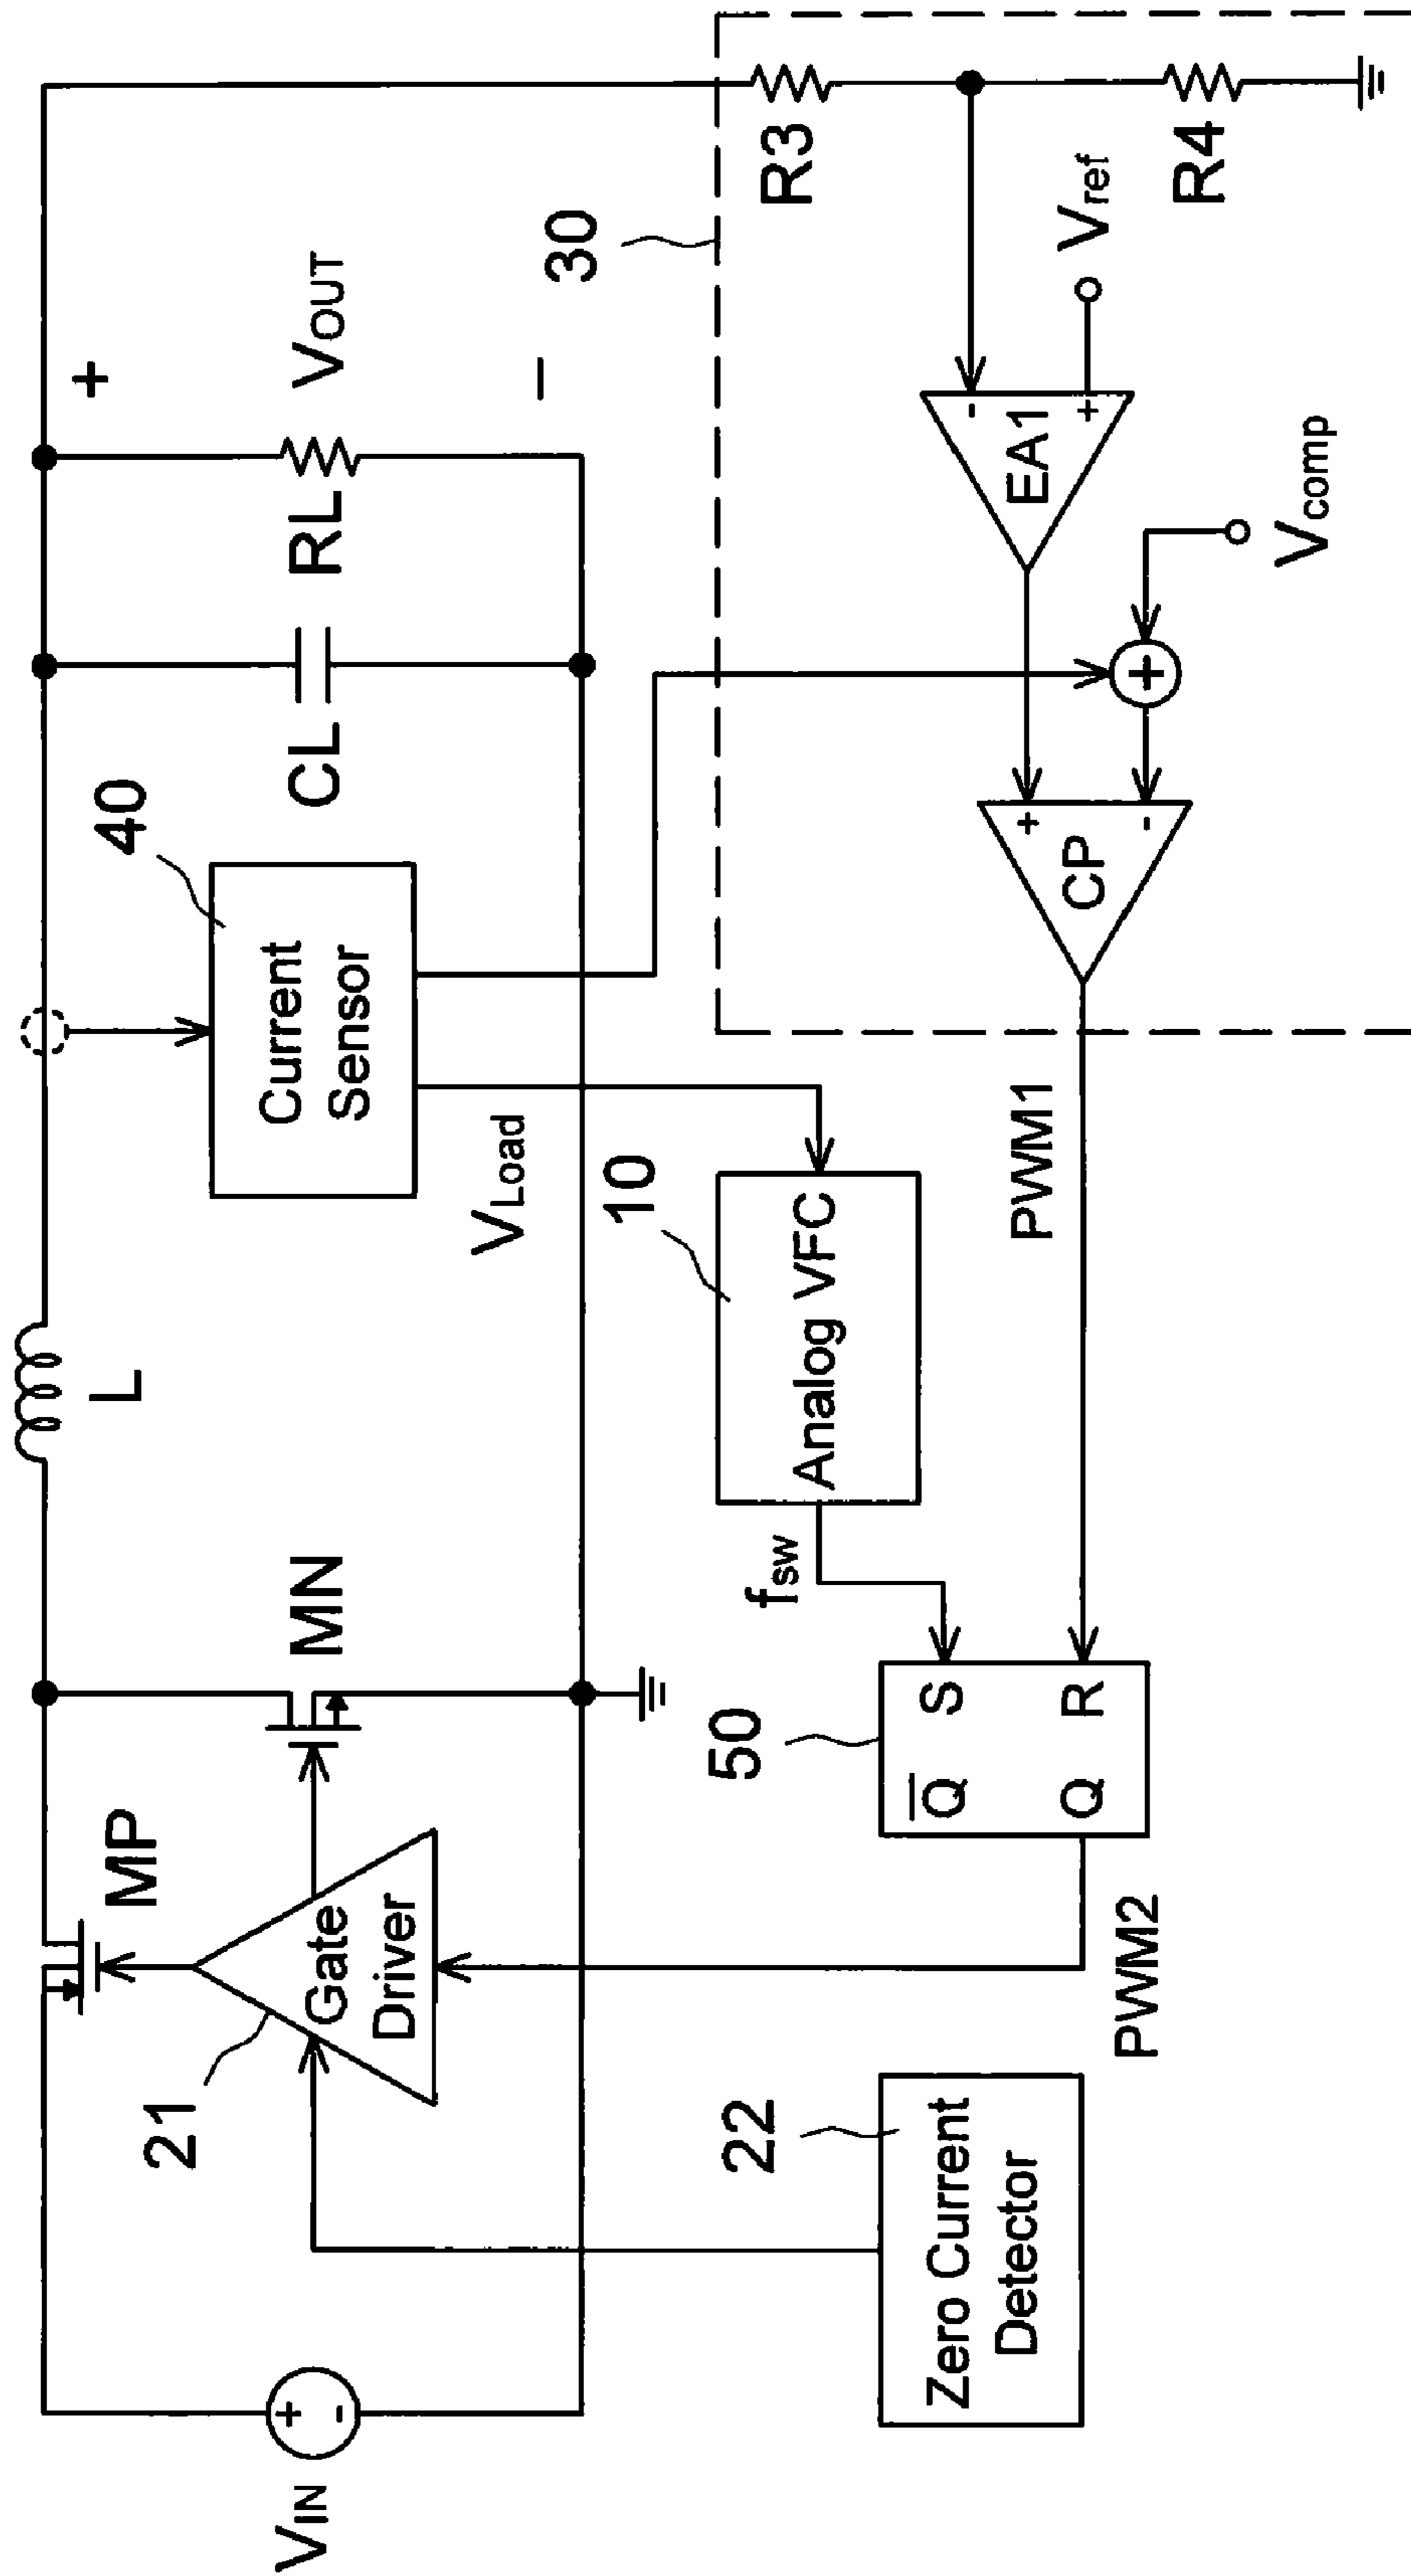 VIN
+
-
MP
L
+
VOUT
-
MN
21
Gate
Driver
40
Current
Sensor
CL
RL
VLoad
30
R3
R4
Vref
-
+
EA1
Vcomp
+
+
-
CP
10
Analog VFC
fsw
PWM1
50
Q̅ S
Q R
PWM2
22
Zero Current
Detector